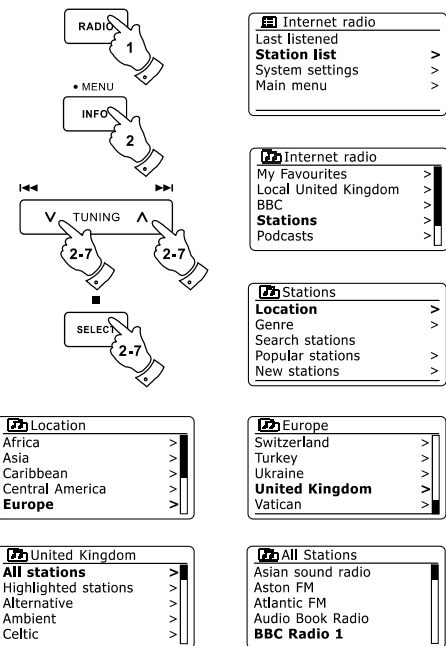 RADIO
1
• MENU
INFO
2
TUNING
2-7
2-7
SELECT
2-7
Internet radio
Last listened
Station list >
System settings >
Main menu >
Internet radio
My Favourites >
Local United Kingdom >
BBC >
Stations >
Podcasts >
Stations
Location >
Genre >
Search stations
Popular stations >
New stations >
Location
Africa >
Asia >
Caribbean >
Central America >
Europe >
Europe
Switzerland >
Turkey >
Ukraine >
United Kingdom >
Vatican >
United Kingdom
All stations >
Highlighted stations >
Alternative >
Ambient >
Celtic >
All Stations
Asian sound radio
Aston FM
Atlantic FM
Audio Book Radio
BBC Radio 1